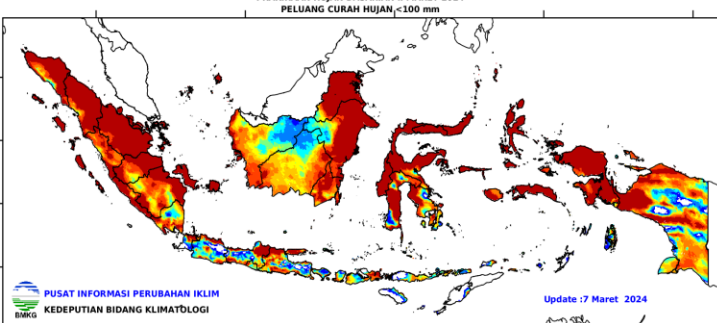 PELUANG CURAH HUJAN <100 mm
PUSAT INFORMASI PERUBAHAN IKLIM
KEDEPUTIAN BIDANG KLIMATOLOGI
BMKG
Update :7 Maret 2024